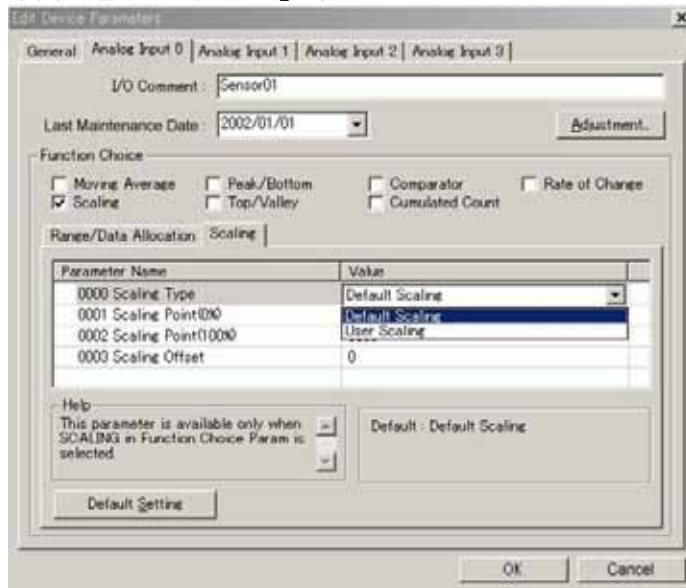 Edit Device Parameters
General Analog Input 0 Analog Input 1 Analog Input 2 Analog Input 3
I/O Comment : Sensor01
Last Maintenance Date : 2002/01/01 Adjustment..
Function Choice
Moving Average Peak/Bottom Comparator Rate of Change
Scaling Top/Valley Cumulated Count
Range/Data Allocation Scaling
Parameter Name Value
0000 Scaling Type Default Scaling
0001 Scaling Point(0%) Default Scaling
0002 Scaling Point(100%) User Scaling
0003 Scaling Offset 0
Help
This parameter is available only when
SCALING in Function Choice Param is
selected.
Default : Default Scaling
Default Setting
OK Cancel